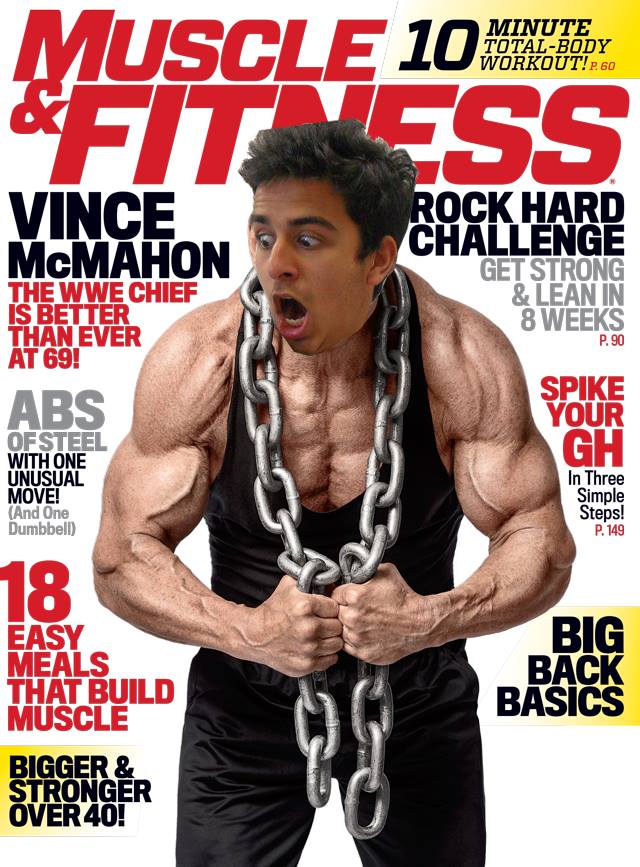 MUSCLE
& FITNESS®
10 MINUTE
TOTAL-BODY
WORKOUT! P. 60
VINCE
McMAHON
THE WWE CHIEF
IS BETTER
THAN EVER
AT 69!
ROCK HARD
CHALLENGE
GET STRONG
& LEAN IN
8 WEEKS
P. 90
ABS
OF STEEL
WITH ONE
UNUSUAL
MOVE!
(And One
Dumbbell)
SPIKE
YOUR
GH
In Three
Simple
Steps!
P. 149
18
EASY
MEALS
THAT BUILD
MUSCLE
BIG
BACK
BASICS
BIGGER &
STRONGER
OVER 40!